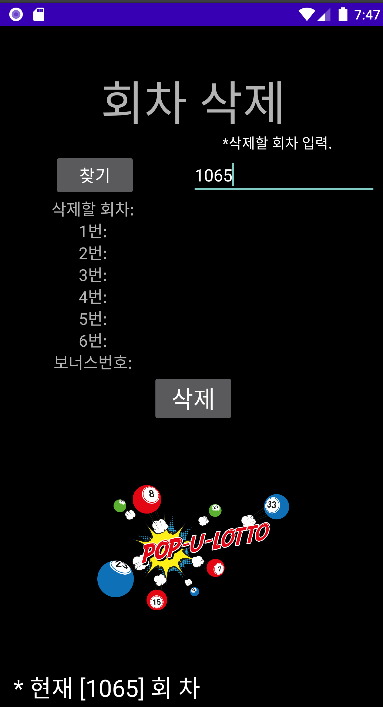 7:47
회차 삭제
*삭제할 회차 입력.
찾기
1065
삭제할 회차:
1번:
2번:
3번:
4번:
5번:
6번:
보너스번호:
삭제
8
33
POP-U-LOTTO
7
15
* 현재 [1065] 회 차